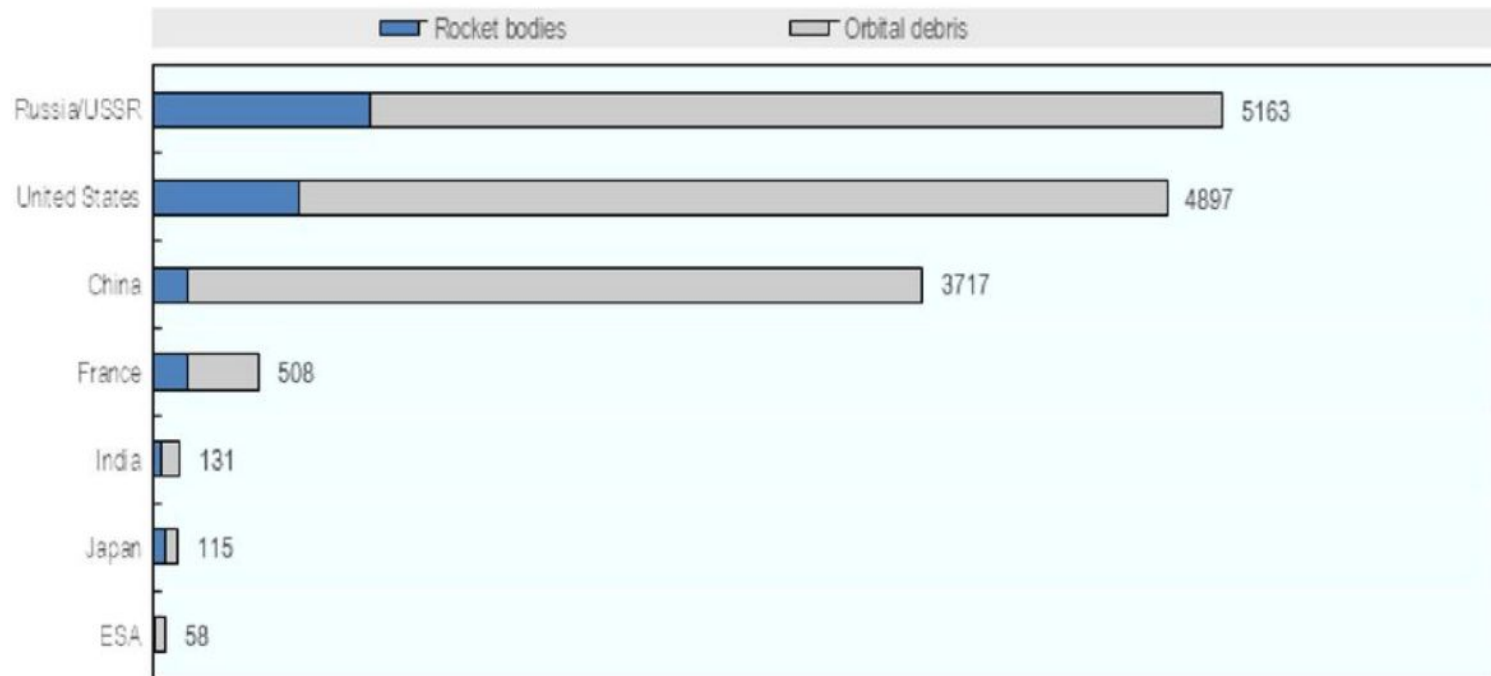 Rocket bodies Orbital debris
Russia/USSR 5163
United States 4897
China 3717
France 508
India 131
Japan 115
ESA 58